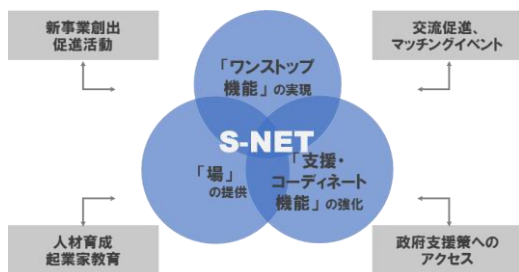 新事業創出
促進活動
交流促進、
マッチングイベント
「ワンストップ
機能」の実現
S-NET
「場」
の提供
「支援・
コーディネート
機能」の強化
人材育成
起業家教育
政府支援策への
アクセス